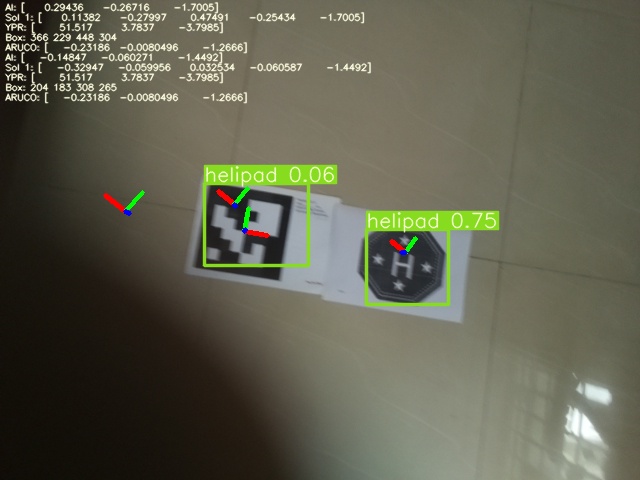 AI: [ 0.29436 -0.26716 -1.7005]
Sol 1: [ 0.11382 -0.27997 0.47491 -0.25434 -1.7005]
YPR: [ 51.517 3.7837 -3.7985]
Box: 366 229 448 304
ARUCO: [ -0.23186 -0.0080496 -1.2666]
AI: [ -0.14847 -0.060271 -1.4492]
Sol 1: [ -0.32947 -0.059956 0.032534 -0.060587 -1.4492]
YPR: [ 51.517 3.7837 -3.7985]
Box: 204 183 308 265
ARUCO: [ -0.23186 -0.0080496 -1.2666]
helipad 0.06
helipad 0.75
H